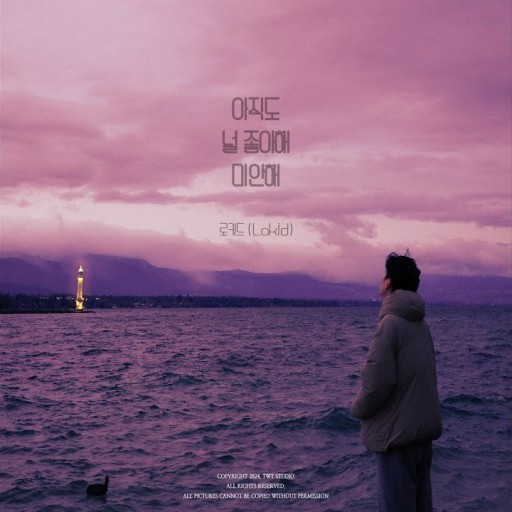 아직도
널 좋아해
미안해
로키드 (Lokid)
COPYRIGHT 2024. TWT STUDIO
ALL RIGHTS RESERVED.
ALL PICTURES CANNOT BE COPIED WITHOUT PERMISSION